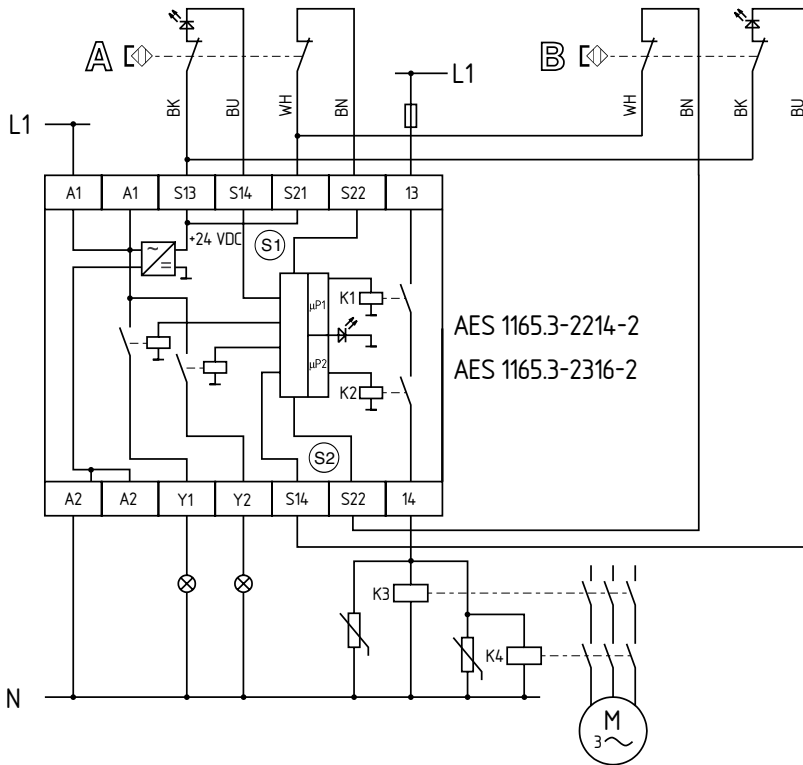 A
B
BK
BU
WH
BN
WH
BN
BK
BU
L1
L1
A1
A1
S13
S14
S21
S22
13
+24 VDC
S1
~
=
µP1
K1
AES 1165.3-2214-2
AES 1165.3-2316-2
µP2
K2
S2
A2
A2
Y1
Y2
S14
S22
14
K3
K4
N
M
3~